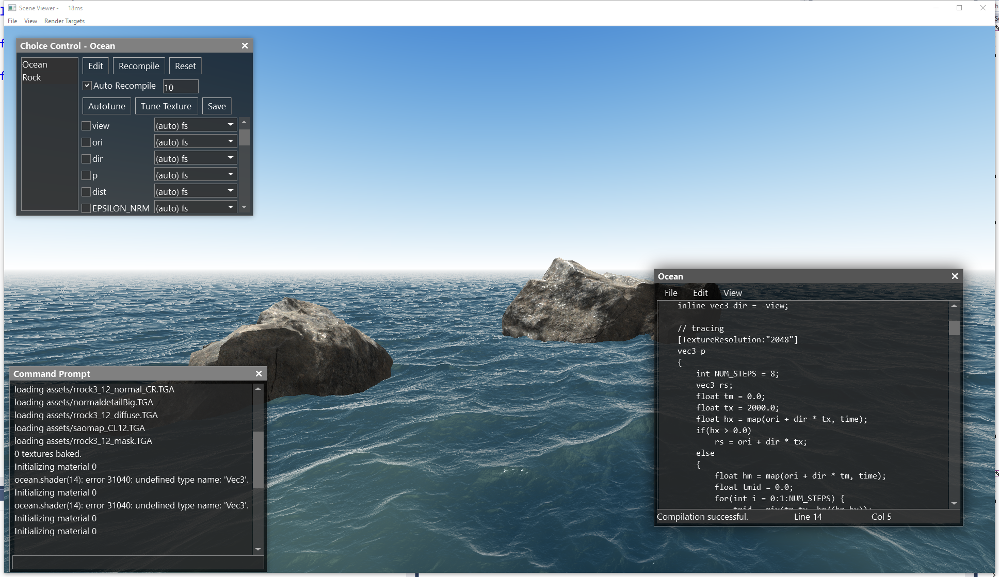 Scene Viewer - 18ms
File View Render Targets
Choice Control - Ocean
Ocean
Rock
Edit Recompile Reset
Auto Recompile 10
Autotune Tune Texture Save
view (auto) fs
ori (auto) fs
dir (auto) fs
p (auto) fs
dist (auto) fs
EPSILON_NRM (auto) fs
Command Prompt
loading assets/rrock3_12_normal_CR.TGA
loading assets/normaldetailBig.TGA
loading assets/rrock3_12_diffuse.TGA
loading assets/saomap_CL12.TGA
loading assets/rrock3_12_mask.TGA
0 textures baked.
Initializing material 0
ocean.shader(14): error 31040: undefined type name: 'Vec3'.
Initializing material 0
ocean.shader(14): error 31040: undefined type name: 'Vec3'.
Initializing material 0
Initializing material 0
Ocean
File Edit View
inline vec3 dir = -view;
// tracing
[TextureResolution:"2048"]
vec3 p
{
int NUM_STEPS = 8;
vec3 rs;
float tm = 0.0;
float tx = 2000.0;
float hx = map(ori + dir * tx, time);
if(hx > 0.0)
rs = ori + dir * tx;
else
{
float hm = map(ori + dir * tm, time);
float tmid = 0.0;
for(int i = 0:1:NUM_STEPS) {
Compilation successful. Line 14 Col 5